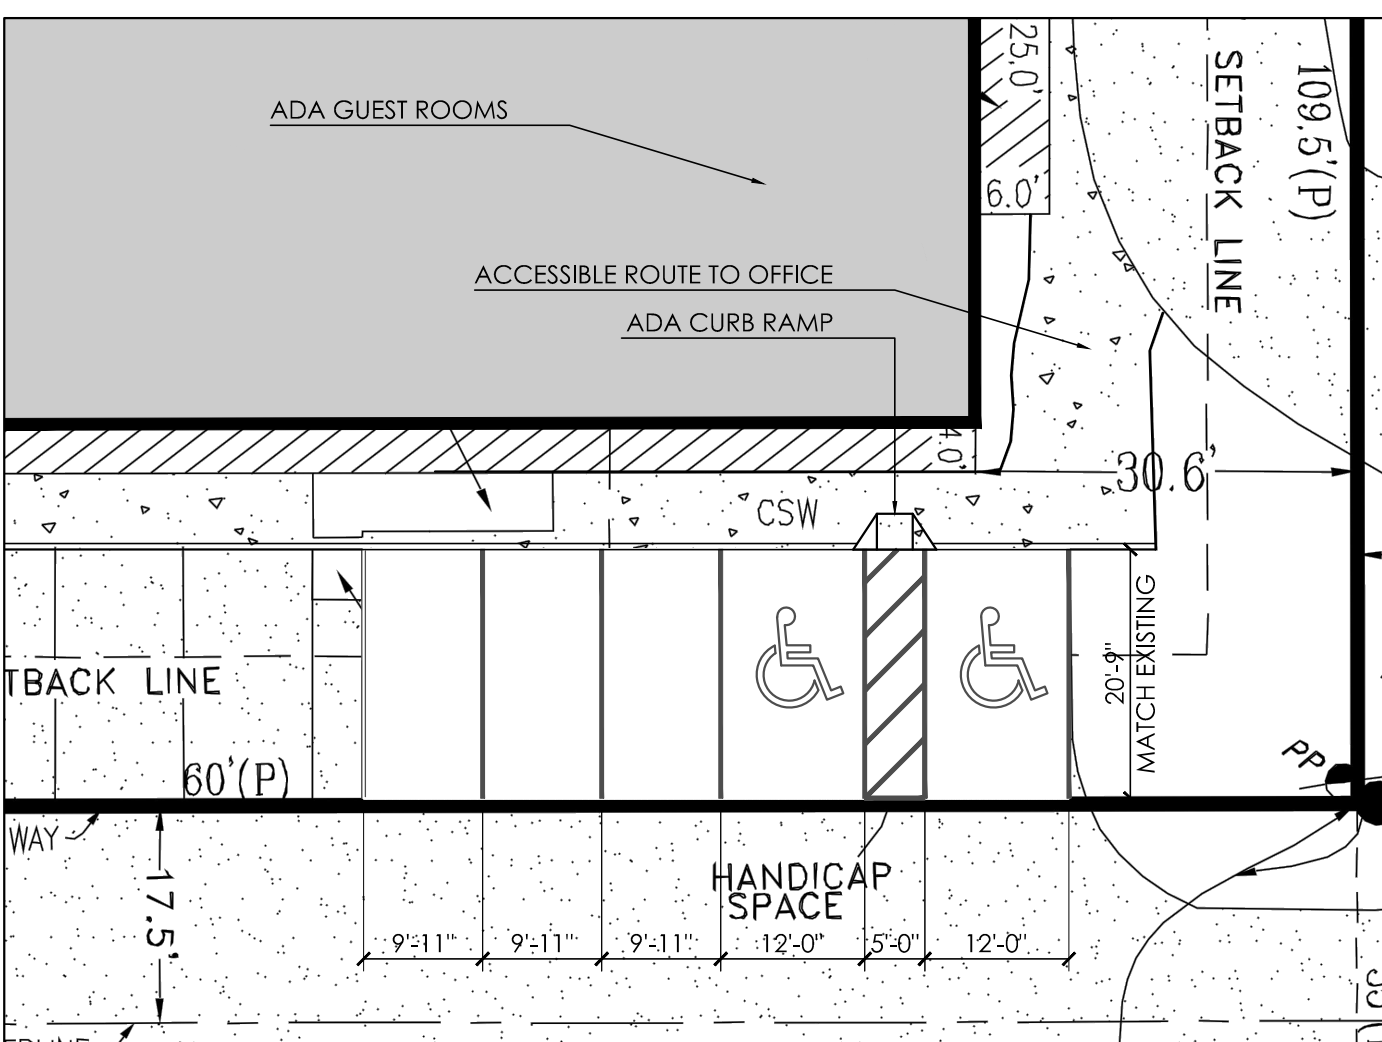 25.0'
SETBACK LINE
109.5'(P)
ADA GUEST ROOMS
6.0'
ACCESSIBLE ROUTE TO OFFICE
ADA CURB RAMP
4.0'
30.6'
CSW
20'-9"
MATCH EXISTING
TBACK LINE
60'(P)
PP
WAY
17.5'
HANDICAP
SPACE
9'-11"
9'-11"
9'-11"
12'-0"
5'-0"
12'-0"